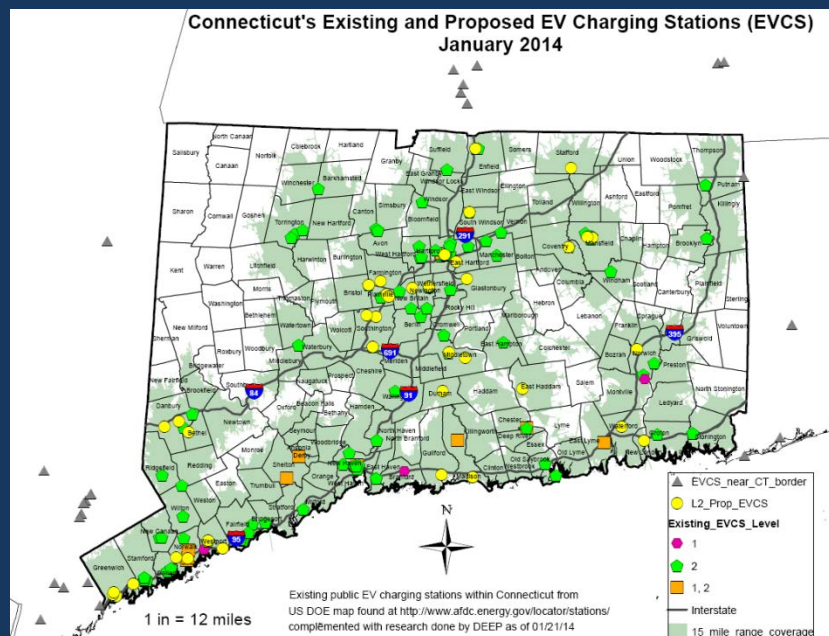 Connecticut's Existing and Proposed EV Charging Stations (EVCS)
January 2014
North Canaan
Colebrook
Hartland
Suffield
Somers
Stafford
Union
Woodstock
Thompson
Salisbury
Canaan
Norfolk
Granby
Enfield
East Granby
Windsor Locks
Winchester
Barkhamsted
East Windsor
Ellington
Tolland
Willington
Ashford
Eastford
Pomfret
Putnam
Killingly
Sharon
Cornwall
Goshen
Torrington
New Hartford
Canton
Simsbury
Windsor
Bloomfield
South Windsor
Vernon
Avon
291
Coventry
Mansfield
Chaplin
Hampton
Brooklyn
Kent
Warren
Litchfield
Harwinton
Burlington
West Hartford
East Hartford
Manchester
Bolton
Andover
Columbia
Windham
Scotland
Canterbury
Plainfield
Sterling
Farmington
Washington
Bristol
Plymouth
Wethersfield
Newington
Glastonbury
New Britain
Rocky Hill
Hebron
Marlborough
Lebanon
Franklin
Sprague
Griswold
Voluntown
Sherman
New Milford
Bethlehem
Watertown
Wolcott
Southington
Berlin
Cromwell
Portland
East Hampton
Colchester
Bozrah
Norwich
395
Preston
Roxbury
Woodbury
Waterbury
Middlebury
691
Meriden
Middletown
Bridgewater
New Fairfield
Brookfield
84
Naugatuck
Prospect
Cheshire
Middlefield
Haddam
East Haddam
Salem
Montville
Ledyard
North Stonington
Danbury
Bethel
Newtown
Oxford
Beacon Falls
Bethany
Hamden
91
Durham
Chester
Deep River
Essex
Lyme
Seymour
Monroe
Woodbridge
North Haven
North Branford
Guilford
Killingworth
Waterford
East Lyme
New London
Groton
Stonington
Ridgefield
Redding
Shelton
Derby
Orange
New Haven
East Haven
West Haven
Branford
Madison
Clinton
Westbrook
Old Saybrook
Old Lyme
Weston
Trumbull
Wilton
New Canaan
Fairfield
Bridgeport
Stratford
Stamford
Norwalk
Westport
95
Greenwich
N
1 in = 12 miles
Existing public EV charging stations within Connecticut from
US DOE map found at http://www.afdc.energy.gov/locator/stations/
complemented with research done by DEEP as of 01/21/14
EVCS_near_CT_border
L2_Prop_EVCS
Existing_EVCS_Level
1
2
1, 2
Interstate
15 mile range coverage